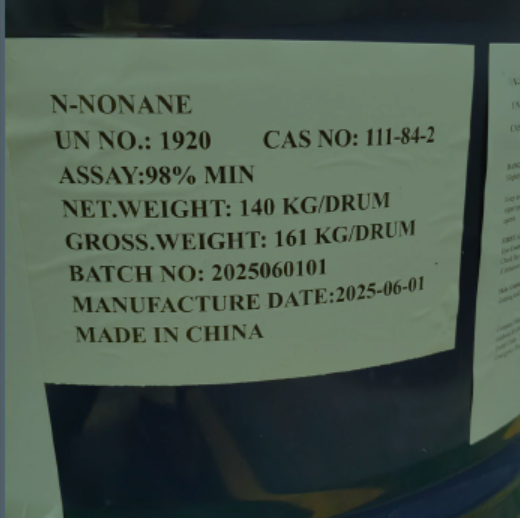 N-NONANE
UN NO.: 1920 CAS NO: 111-84-2
ASSAY:98% MIN
NET.WEIGHT: 140 KG/DRUM
GROSS.WEIGHT: 161 KG/DRUM
BATCH NO: 2025060101
MANUFACTURE DATE:2025-06-01
MADE IN CHINA